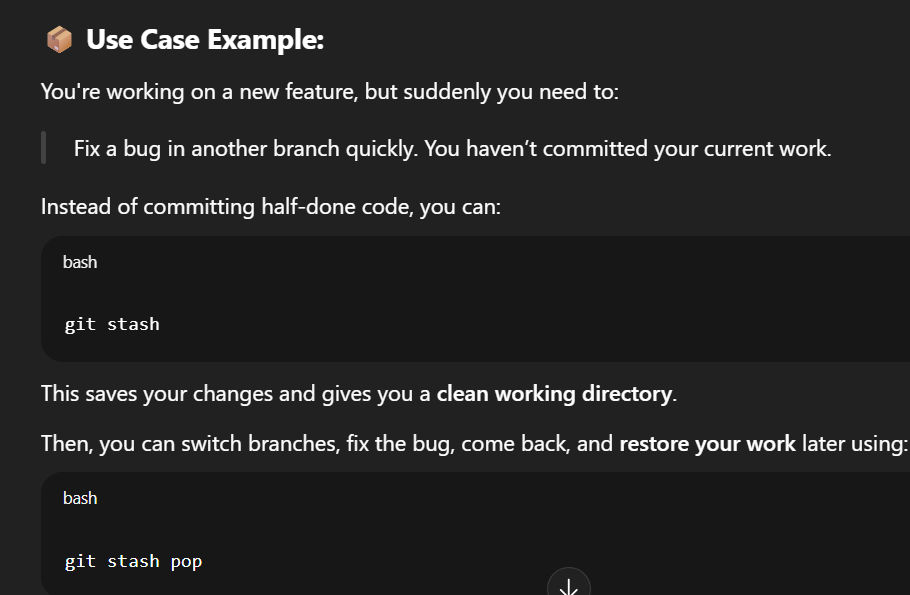 📦 Use Case Example:
You're working on a new feature, but suddenly you need to:
Fix a bug in another branch quickly. You haven’t committed your current work.
Instead of committing half-done code, you can:
bash
git stash
This saves your changes and gives you a clean working directory.
Then, you can switch branches, fix the bug, come back, and restore your work later using:
bash
git stash pop